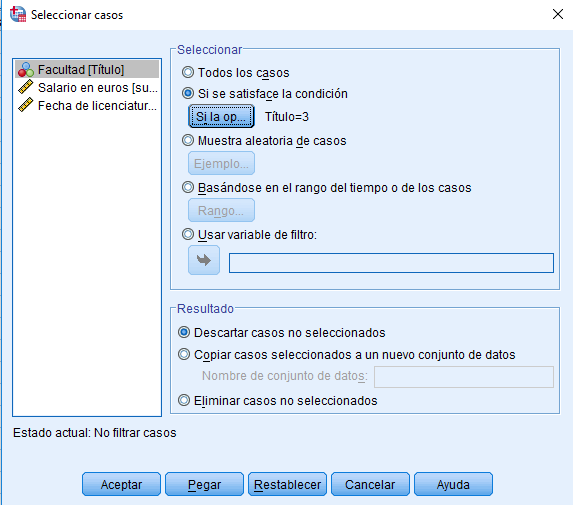 Seleccionar casos
Facultad [Título]
Salario en euros [su...
Fecha de licenciatur...
Seleccionar
Todos los casos
Si se satisface la condición
Si la op... Título=3
Muestra aleatoria de casos
Ejemplo...
Basándose en el rango del tiempo o de los casos
Rango...
Usar variable de filtro:
Resultado
Descartar casos no seleccionados
Copiar casos seleccionados a un nuevo conjunto de datos
Nombre de conjunto de datos:
Eliminar casos no seleccionados
Estado actual: No filtrar casos
Aceptar Pegar Restablecer Cancelar Ayuda